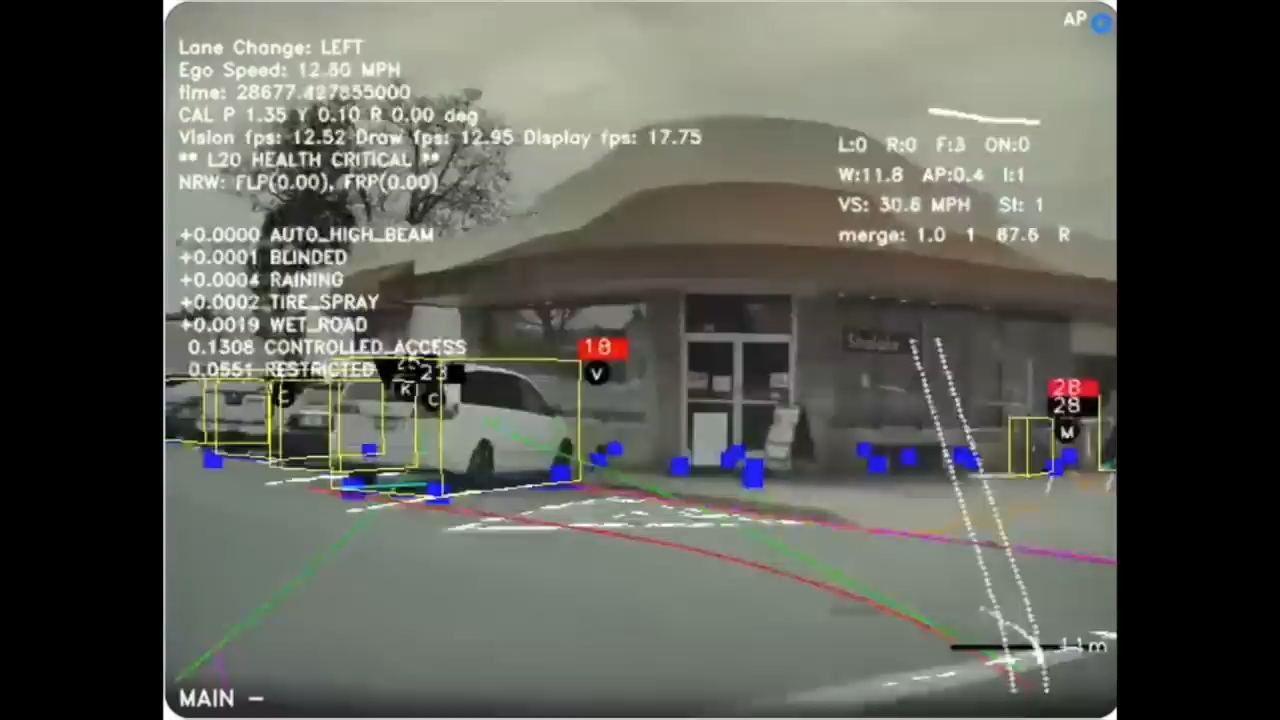 AP
Lane Change: LEFT
Ego Speed: 12.80 MPH
time: 28677.427855000
CAL P 1.35 Y 0.10 R 0.00 deg
Vision fps: 12.52 Draw fps: 12.95 Display fps: 17.75
** L20 HEALTH CRITICAL **
NRW: FLP(0.00), FRP(0.00)
L:0 R:0 F:3 ON:0
W:11.8 AP:0.4 I:1
VS: 30.8 MPH SI: 1
merge: 1.0 1 87.6 R
+0.0000 AUTO_HIGH_BEAM
+0.0001 BLINDED
+0.0004 RAINING
+0.0002 TIRE_SPRAY
+0.0019 WET_ROAD
0.1308 CONTROLLED_ACCESS
0.0551 RESTRICTED
18
V
23
K
C
C
28
28
M
11m
MAIN -